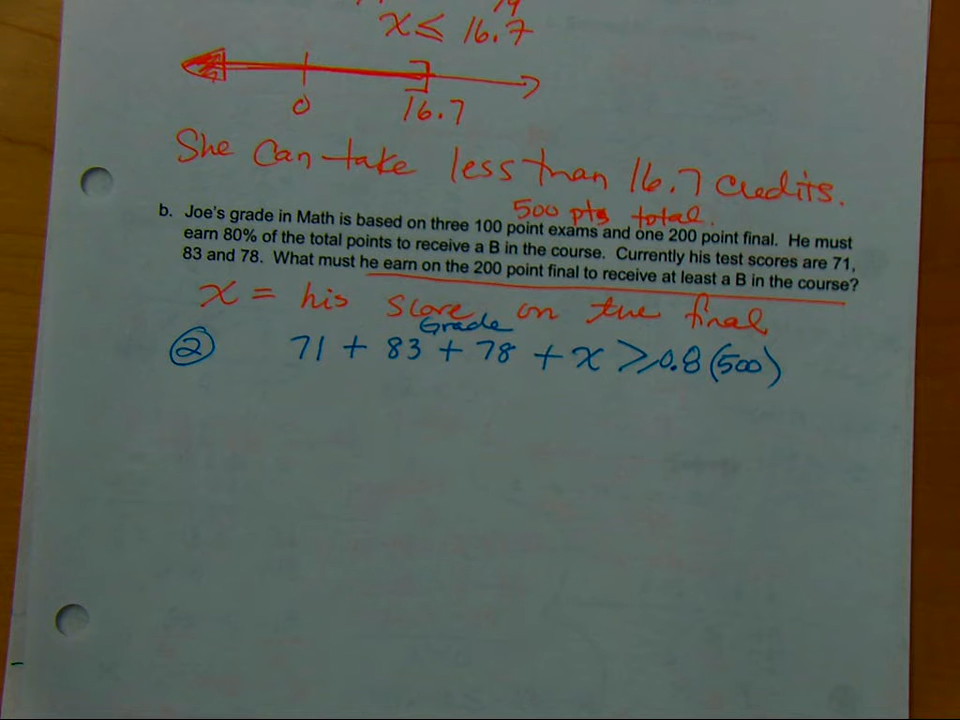 x ≤ 16.7
0 16.7
She can take less than 16.7 credits.
500 pts total.
b. Joe's grade in Math is based on three 100 point exams and one 200 point final. He must
earn 80% of the total points to receive a B in the course. Currently his test scores are 71,
83 and 78. What must he earn on the 200 point final to receive at least a B in the course?
x = his score on the final
Grade
2 71 + 83 + 78 + x ≥ 0.8(500)